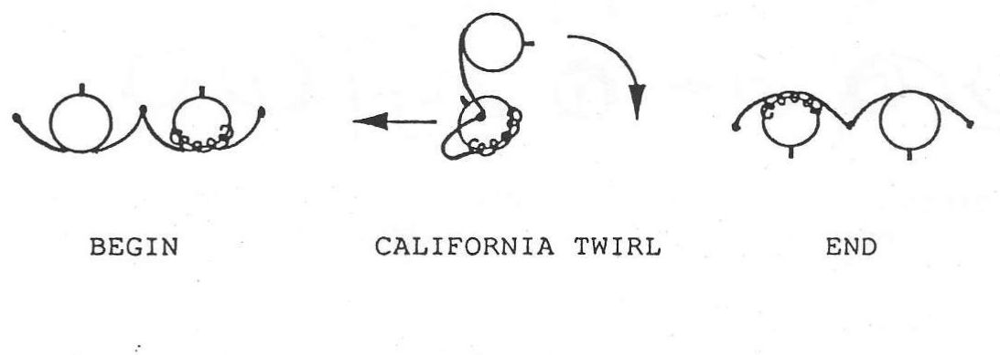 BEGIN CALIFORNIA TWIRL END